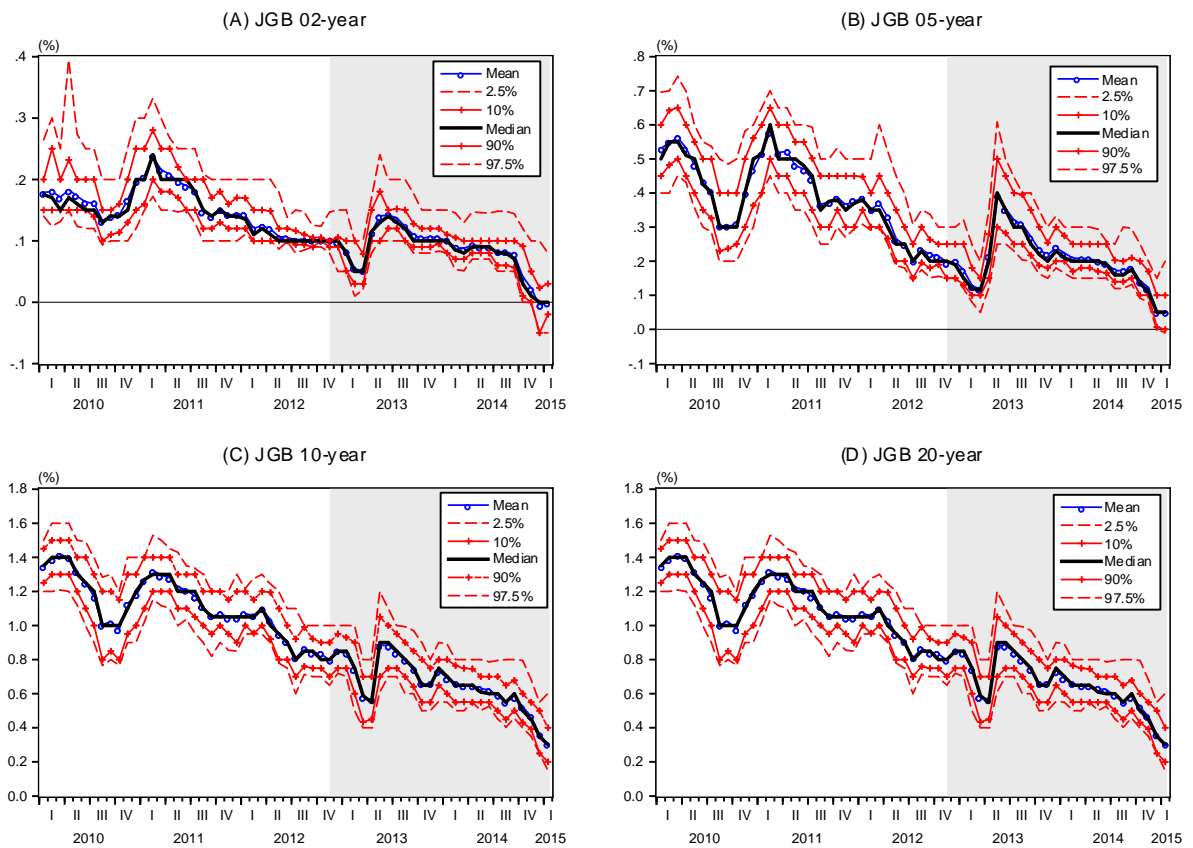 (A) JGB 02-year
(%)
.4
.3
.2
.1
.0
-.1
Mean
2.5%
10%
Median
90%
97.5%
I II III IV I II III IV I II III IV I II III IV I II III IV I
2010 2011 2012 2013 2014 2015
(B) JGB 05-year
(%)
.8
.7
.6
.5
.4
.3
.2
.1
.0
-.1
Mean
2.5%
10%
Median
90%
97.5%
I II III IV I II III IV I II III IV I II III IV I II III IV I
2010 2011 2012 2013 2014 2015
(C) JGB 10-year
(%)
1.8
1.6
1.4
1.2
1.0
0.8
0.6
0.4
0.2
0.0
Mean
2.5%
10%
Median
90%
97.5%
I II III IV I II III IV I II III IV I II III IV I II III IV I
2010 2011 2012 2013 2014 2015
(D) JGB 20-year
(%)
1.8
1.6
1.4
1.2
1.0
0.8
0.6
0.4
0.2
0.0
Mean
2.5%
10%
Median
90%
97.5%
I II III IV I II III IV I II III IV I II III IV I II III IV I
2010 2011 2012 2013 2014 2015